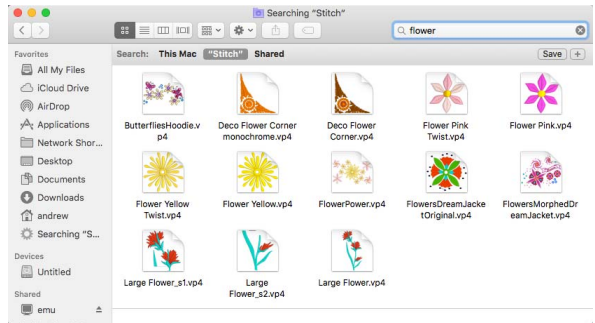 Searching "Stitch"
flower
Favorites
All My Files
iCloud Drive
AirDrop
Applications
Network Shor...
Desktop
Documents
Downloads
andrew
Searching "S...
Devices
Untitled
Shared
emu
Search: This Mac "Stitch" Shared
Save +
ButterfliesHoodie.v
p4
Deco Flower Corner
monochrome.vp4
Deco Flower
Corner.vp4
Flower Pink
Twist.vp4
Flower Pink.vp4
Flower Yellow
Twist.vp4
Flower Yellow.vp4
FlowerPower.vp4
FlowersDreamJacke
tOriginal.vp4
FlowersMorphedDr
eamJacket.vp4
Large Flower_s1.vp4
Large
Flower_s2.vp4
Large Flower.vp4